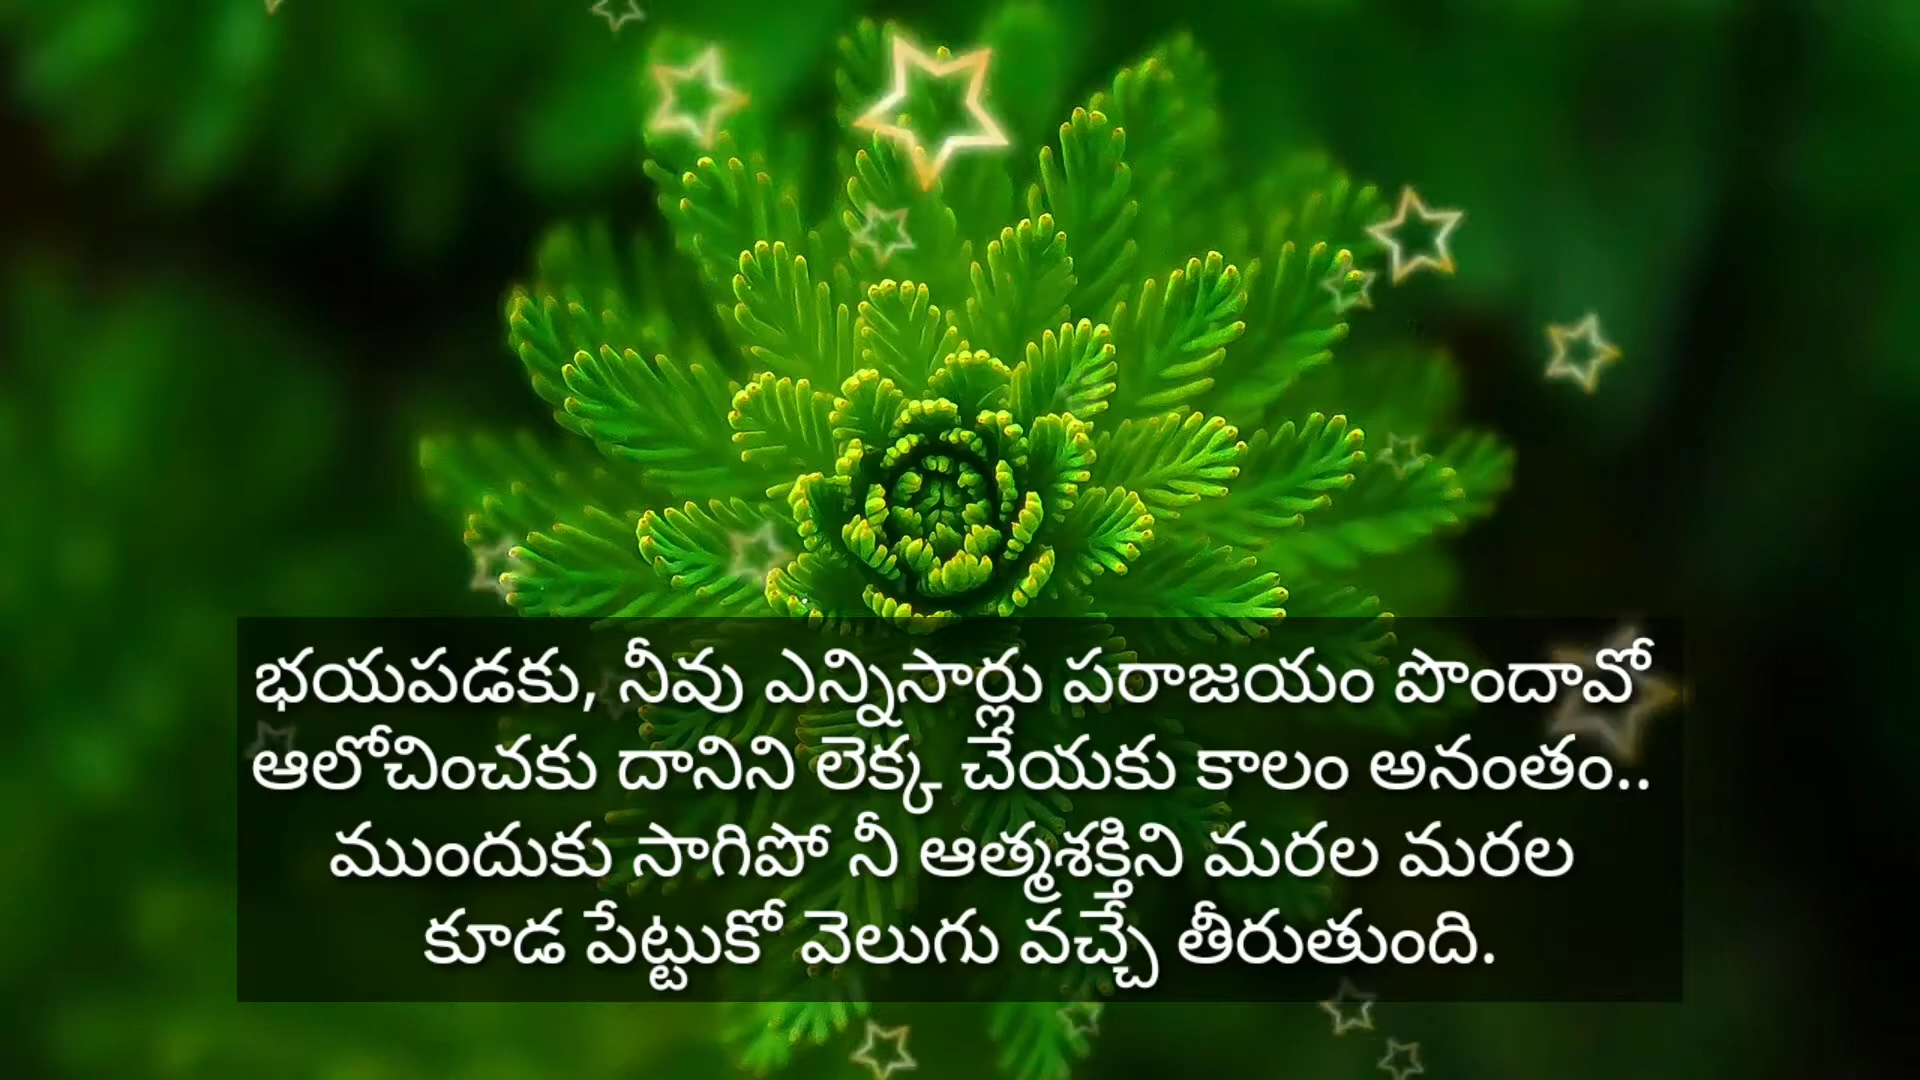 భయపడకు, నీవు ఎన్నిసార్లు పరాజయం పొందావో
ఆలోచించకు దానిని లెక్క చేయకు కాలం అనంతం..
ముందుకు సాగిపో నీ ఆత్మశక్తిని మరల మరల
కూడ పేట్టుకో వెలుగు వచ్చే తీరుతుంది.